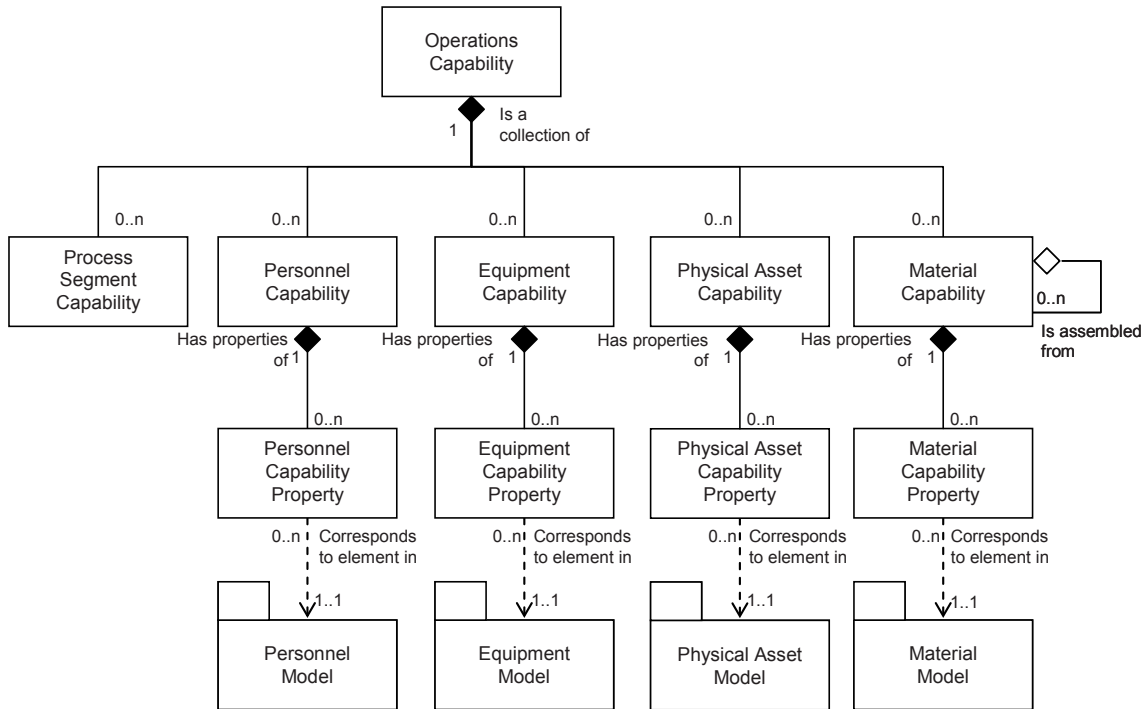 Operations
Capability
1
Is a
collection of
0..n
0..n
0..n
0..n
0..n
Process
Segment
Capability
Personnel
Capability
Equipment
Capability
Physical Asset
Capability
Material
Capability
0..n
Is assembled
from
Has properties
of
1
Has properties
of
1
Has properties
of
1
Has properties
of
1
0..n
0..n
0..n
0..n
Personnel
Capability
Property
Equipment
Capability
Property
Physical Asset
Capability
Property
Material
Capability
Property
0..n
Corresponds
to element in
0..n
Corresponds
to element in
0..n
Corresponds
to element in
0..n
Corresponds
to element in
1..1
1..1
1..1
1..1
Personnel
Model
Equipment
Model
Physical Asset
Model
Material
Model